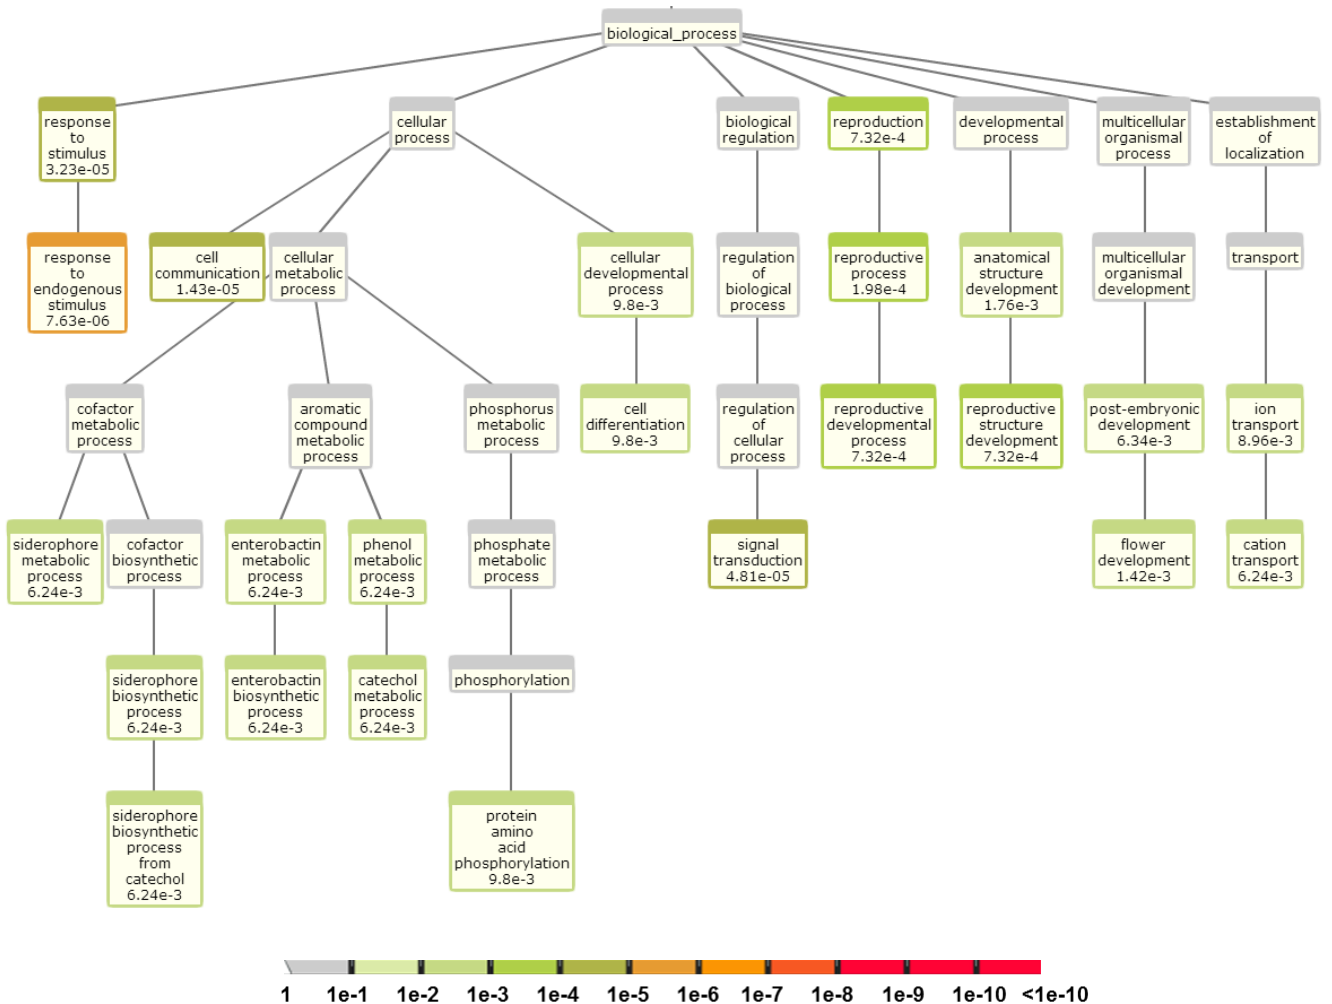 biological_process
response
to
stimulus
3.23e-05
cellular
process
biological
regulation
reproduction
7.32e-4
developmental
process
multicellular
organismal
process
establishment
of
localization
response
to
endogenous
stimulus
7.63e-06
cell
communication
1.43e-05
cellular
metabolic
process
cellular
developmental
process
9.8e-3
regulation
of
biological
process
reproductive
process
1.98e-4
anatomical
structure
development
1.76e-3
multicellular
organismal
development
transport
cofactor
metabolic
process
aromatic
compound
metabolic
process
phosphorus
metabolic
process
cell
differentiation
9.8e-3
regulation
of
cellular
process
reproductive
developmental
process
7.32e-4
reproductive
structure
development
7.32e-4
post-embryonic
development
6.34e-3
ion
transport
8.96e-3
siderophore
metabolic
process
6.24e-3
cofactor
biosynthetic
process
enterobactin
metabolic
process
6.24e-3
phenol
metabolic
process
6.24e-3
phosphate
metabolic
process
signal
transduction
4.81e-05
flower
development
1.42e-3
cation
transport
6.24e-3
siderophore
biosynthetic
process
6.24e-3
enterobactin
biosynthetic
process
6.24e-3
catechol
metabolic
process
6.24e-3
phosphorylation
siderophore
biosynthetic
process
from
catechol
6.24e-3
protein
amino
acid
phosphorylation
9.8e-3
1 1e-1 1e-2 1e-3 1e-4 1e-5 1e-6 1e-7 1e-8 1e-9 1e-10 <1e-10